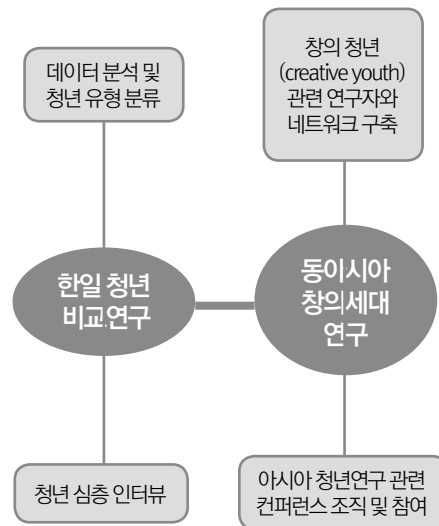 데이터 분석 및
청년 유형 분류
창의 청년
(creative youth)
관련 연구자와
네트워크 구축
한일 청년
비교연구
동아시아
창의세대
연구
청년 심층 인터뷰
아시아 청년연구 관련
컨퍼런스 조직 및 참여